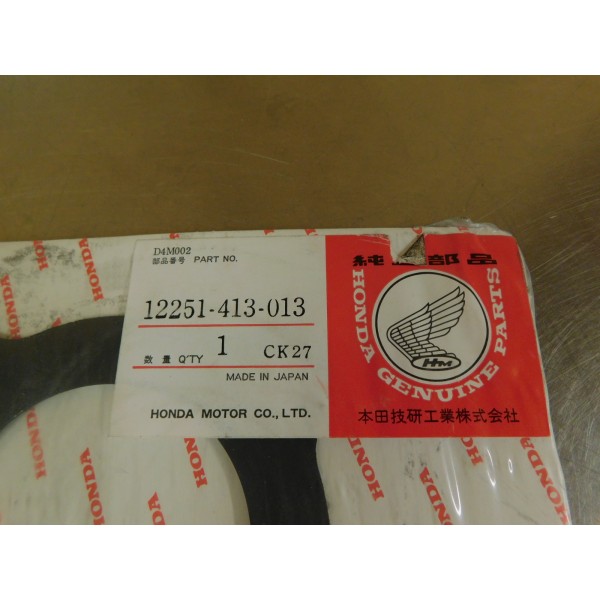 D4M002
部品番号 PART NO.
12251-413-013
数量 Q'TY 1 CK27
MADE IN JAPAN
HONDA MOTOR CO., LTD.
純 部品
HONDA GENUINE PARTS
HM
本田技研工業株式会社
HONDA
HONDA
HONDA
HONDA
HONDA
HONDA
HONDA